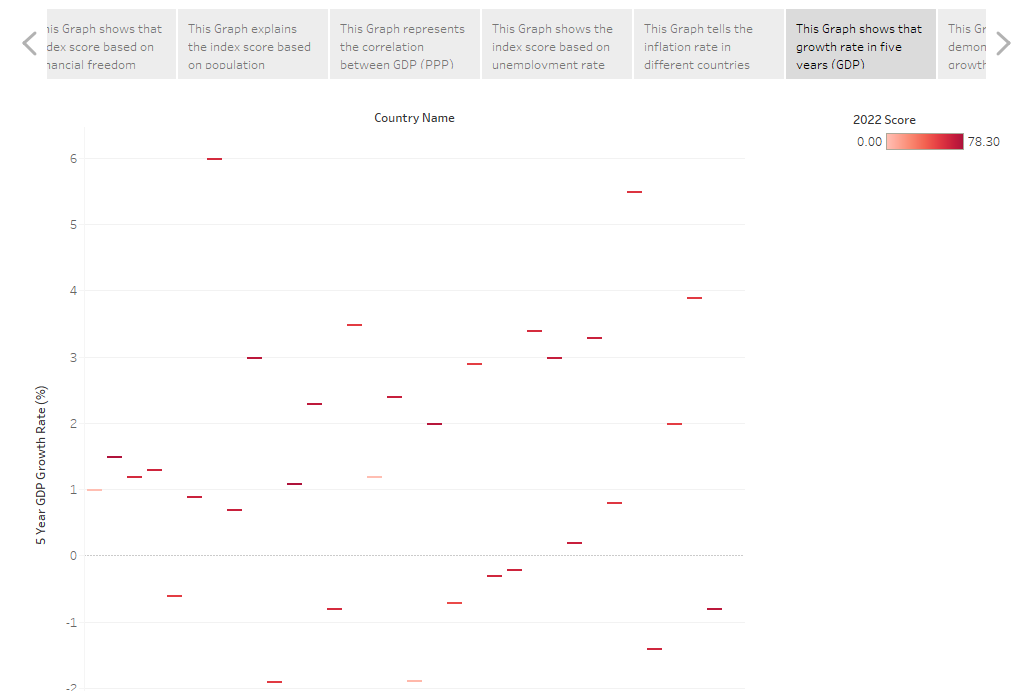 his Graph shows that
dex score based on
nancial freedom
This Graph explains
the index score based
on population
This Graph represents
the correlation
between GDP (PPP)
This Graph shows the
index score based on
unemployment rate
This Graph tells the
inflation rate in
different countries
This Graph shows that
growth rate in five
years (GDP)
This Gr
demon
growth
Country Name
2022 Score
0.00 78.30
5 Year GDP Growth Rate (%)
6
5
4
3
2
1
0
-1
-2